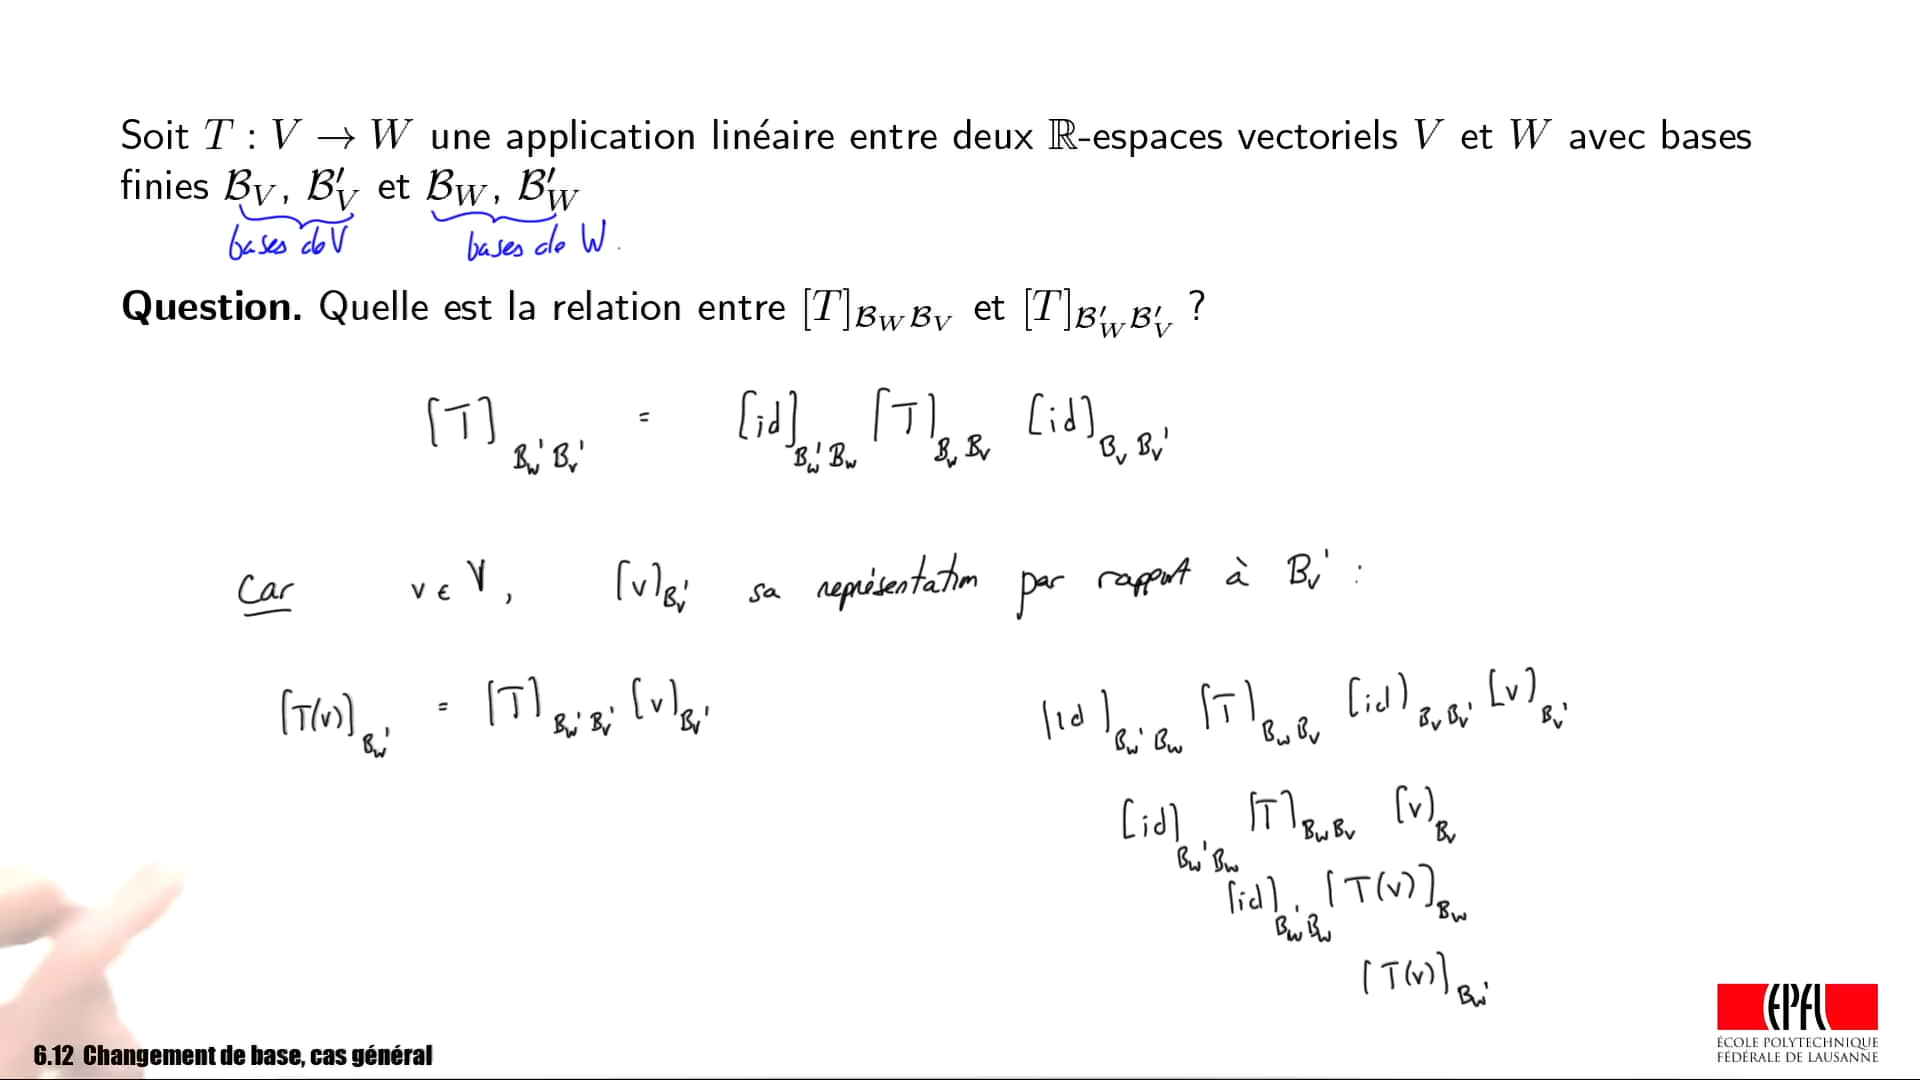 Soit T : V → W une application linéaire entre deux ℝ-espaces vectoriels V et W avec bases
finies B_V, B'_V et B_W, B'_W
bases de V bases de W.
Question. Quelle est la relation entre [T]_{B_W B_V} et [T]_{B'_W B'_V} ?
[T]_{B_W' B_V'} = [id]_{B_W' B_W} [T]_{B_W B_V} [id]_{B_V B_V'}
Car v ∈ V, [v]_{B_V'} sa représentation par rapport à B_V' :
[T(v)]_{B_W'} = [T]_{B_W' B_V'} [v]_{B_V'} [id]_{B_W' B_W} [T]_{B_W B_V} [id]_{B_V B_V'} [v]_{B_V'}
[id]_{B_W' B_W} [T]_{B_W B_V} [v]_{B_V}
[id]_{B_W' B_W} [T(v)]_{B_W}
[T(v)]_{B_W'}
EPFL
ÉCOLE POLYTECHNIQUE
FÉDÉRALE DE LAUSANNE
6.12 Changement de base, cas général